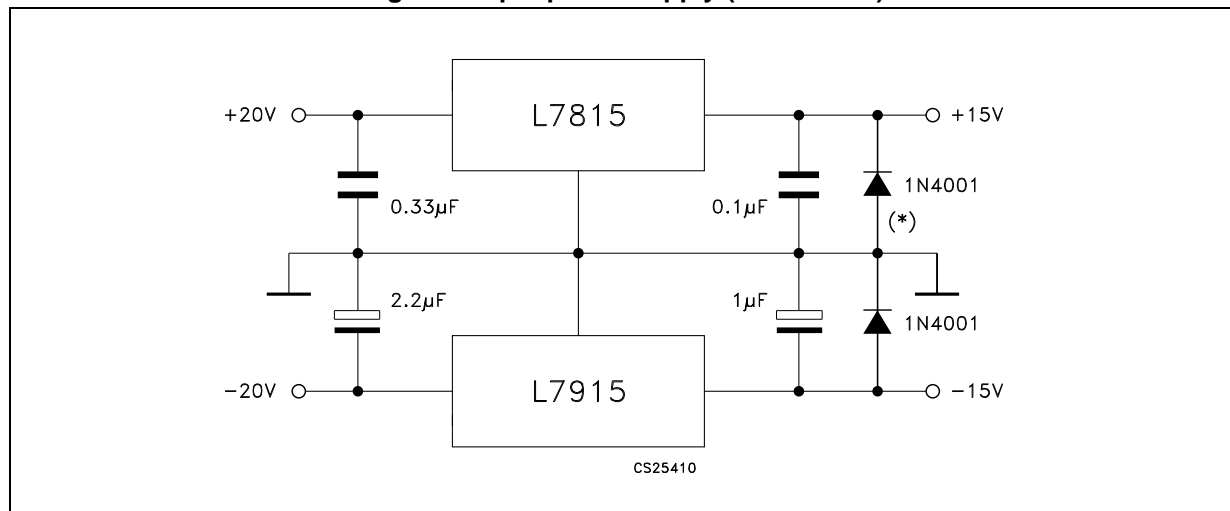 +20V
L7815
+15V
0.33µF
0.1µF
1N4001
(*)
2.2µF
1µF
1N4001
-20V
L7915
-15V
CS25410